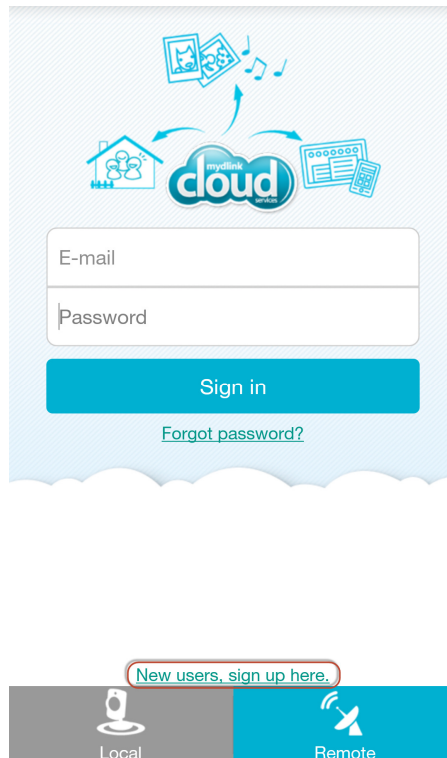 mydlink
cloud
services
E-mail
Password
Sign in
Forgot password?
New users, sign up here.
Local
Remote